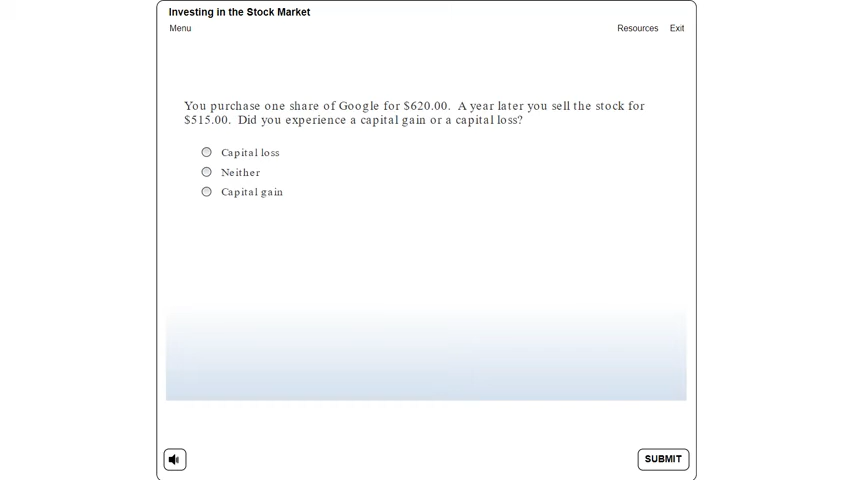 Investing in the Stock Market
Menu
Resources Exit
You purchase one share of Google for $620.00. A year later you sell the stock for
$515.00. Did you experience a capital gain or a capital loss?
Capital loss
Neither
Capital gain
SUBMIT